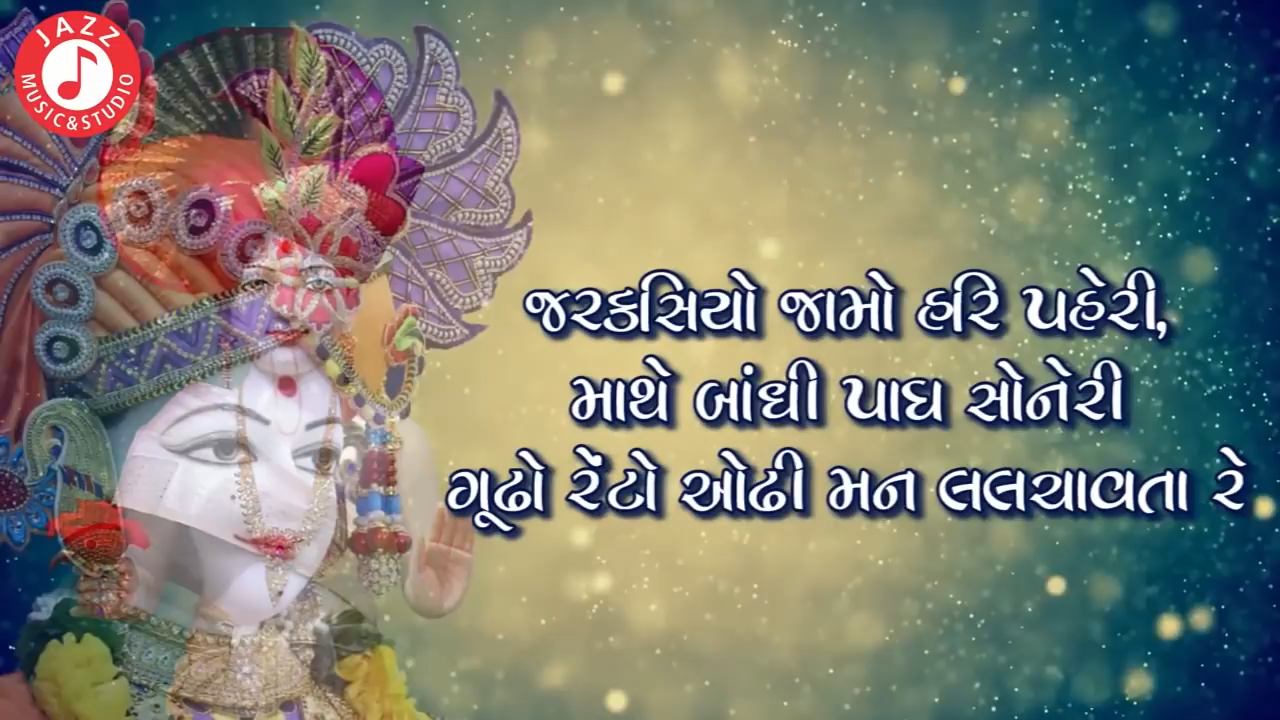 JAZZ
MUSIC&STUDIO
જરકસિયો જામો હરિ પહેરી,
માથે બાંધી પાઘ સોનેરી
ગૂઢો રેંટો ઓઢી મન લલચાવતા રે